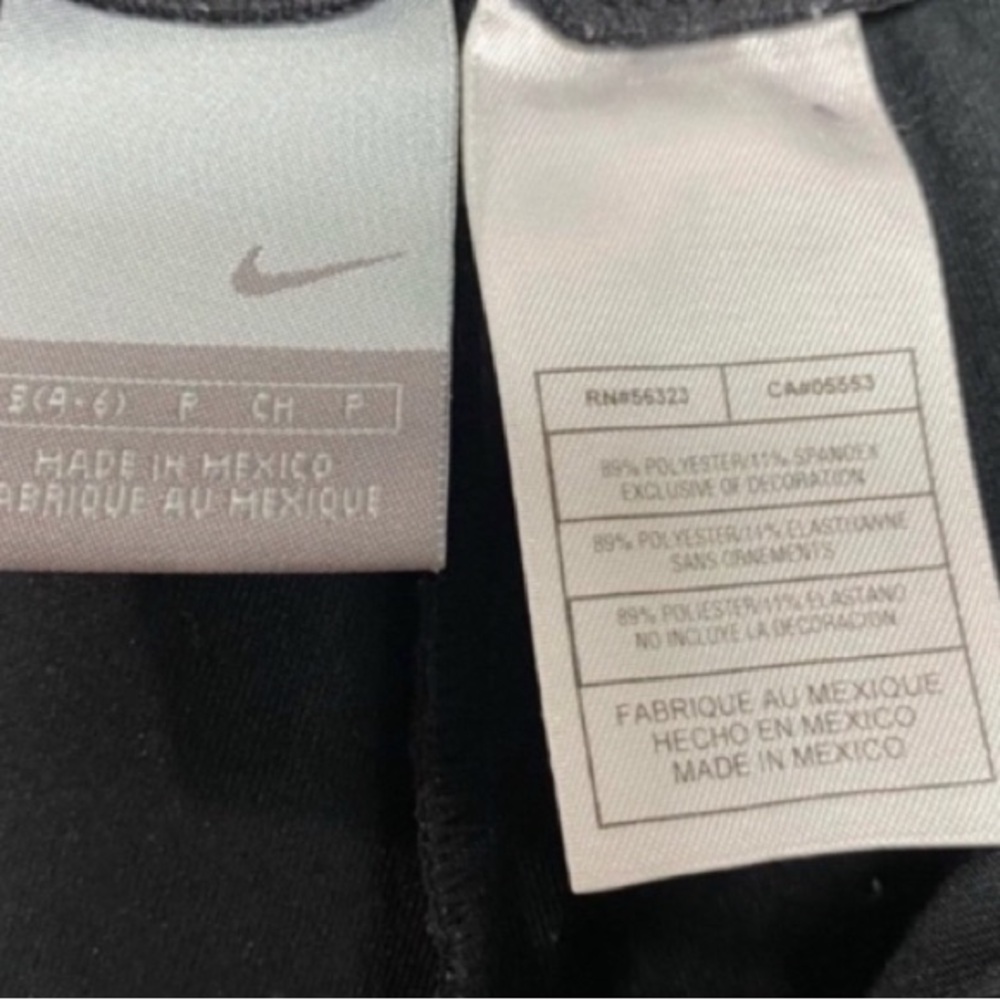 S(4-6) P CH P
MADE IN MEXICO
ABRIQUE AU MEXIQUE
RN#56323 CA#05553
89% POLYESTER/11% SPANDEX
EXCLUSIVE OF DECORATION
89% POLYESTER/11% ELASTHANNE
SANS ORNEMENTS
89% POLIESTER/11% ELASTANO
NO INCLUYE LA DECORACION
FABRIQUE AU MEXIQUE
HECHO EN MEXICO
MADE IN MEXICO